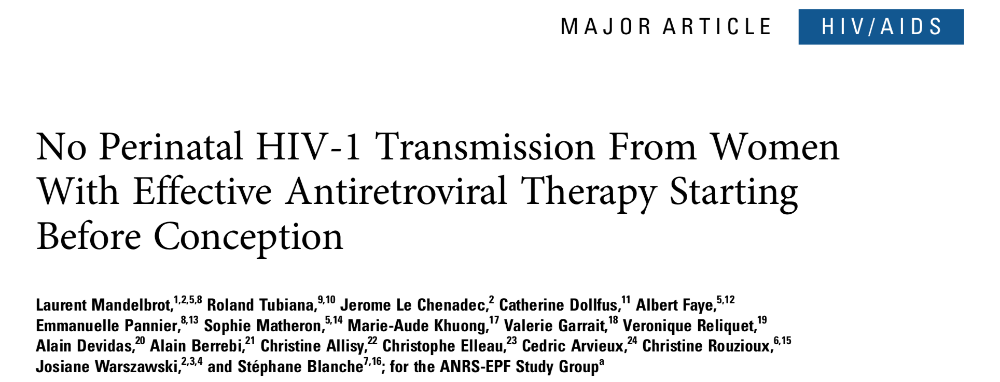 MAJOR ARTICLE HIV/AIDS
No Perinatal HIV-1 Transmission From Women
With Effective Antiretroviral Therapy Starting
Before Conception
Laurent Mandelbrot,1,2,5,8 Roland Tubiana,9,10 Jerome Le Chenadec,2 Catherine Dollfus,11 Albert Faye,5,12
Emmanuelle Pannier,8,13 Sophie Matheron,5,14 Marie-Aude Khuong,17 Valerie Garrait,18 Veronique Reliquet,19
Alain Devidas,20 Alain Berrebi,21 Christine Allisy,22 Christophe Elleau,23 Cedric Arvieux,24 Christine Rouzioux,6,15
Josiane Warszawski,2,3,4 and Stéphane Blanche7,16; for the ANRS-EPF Study Groupa